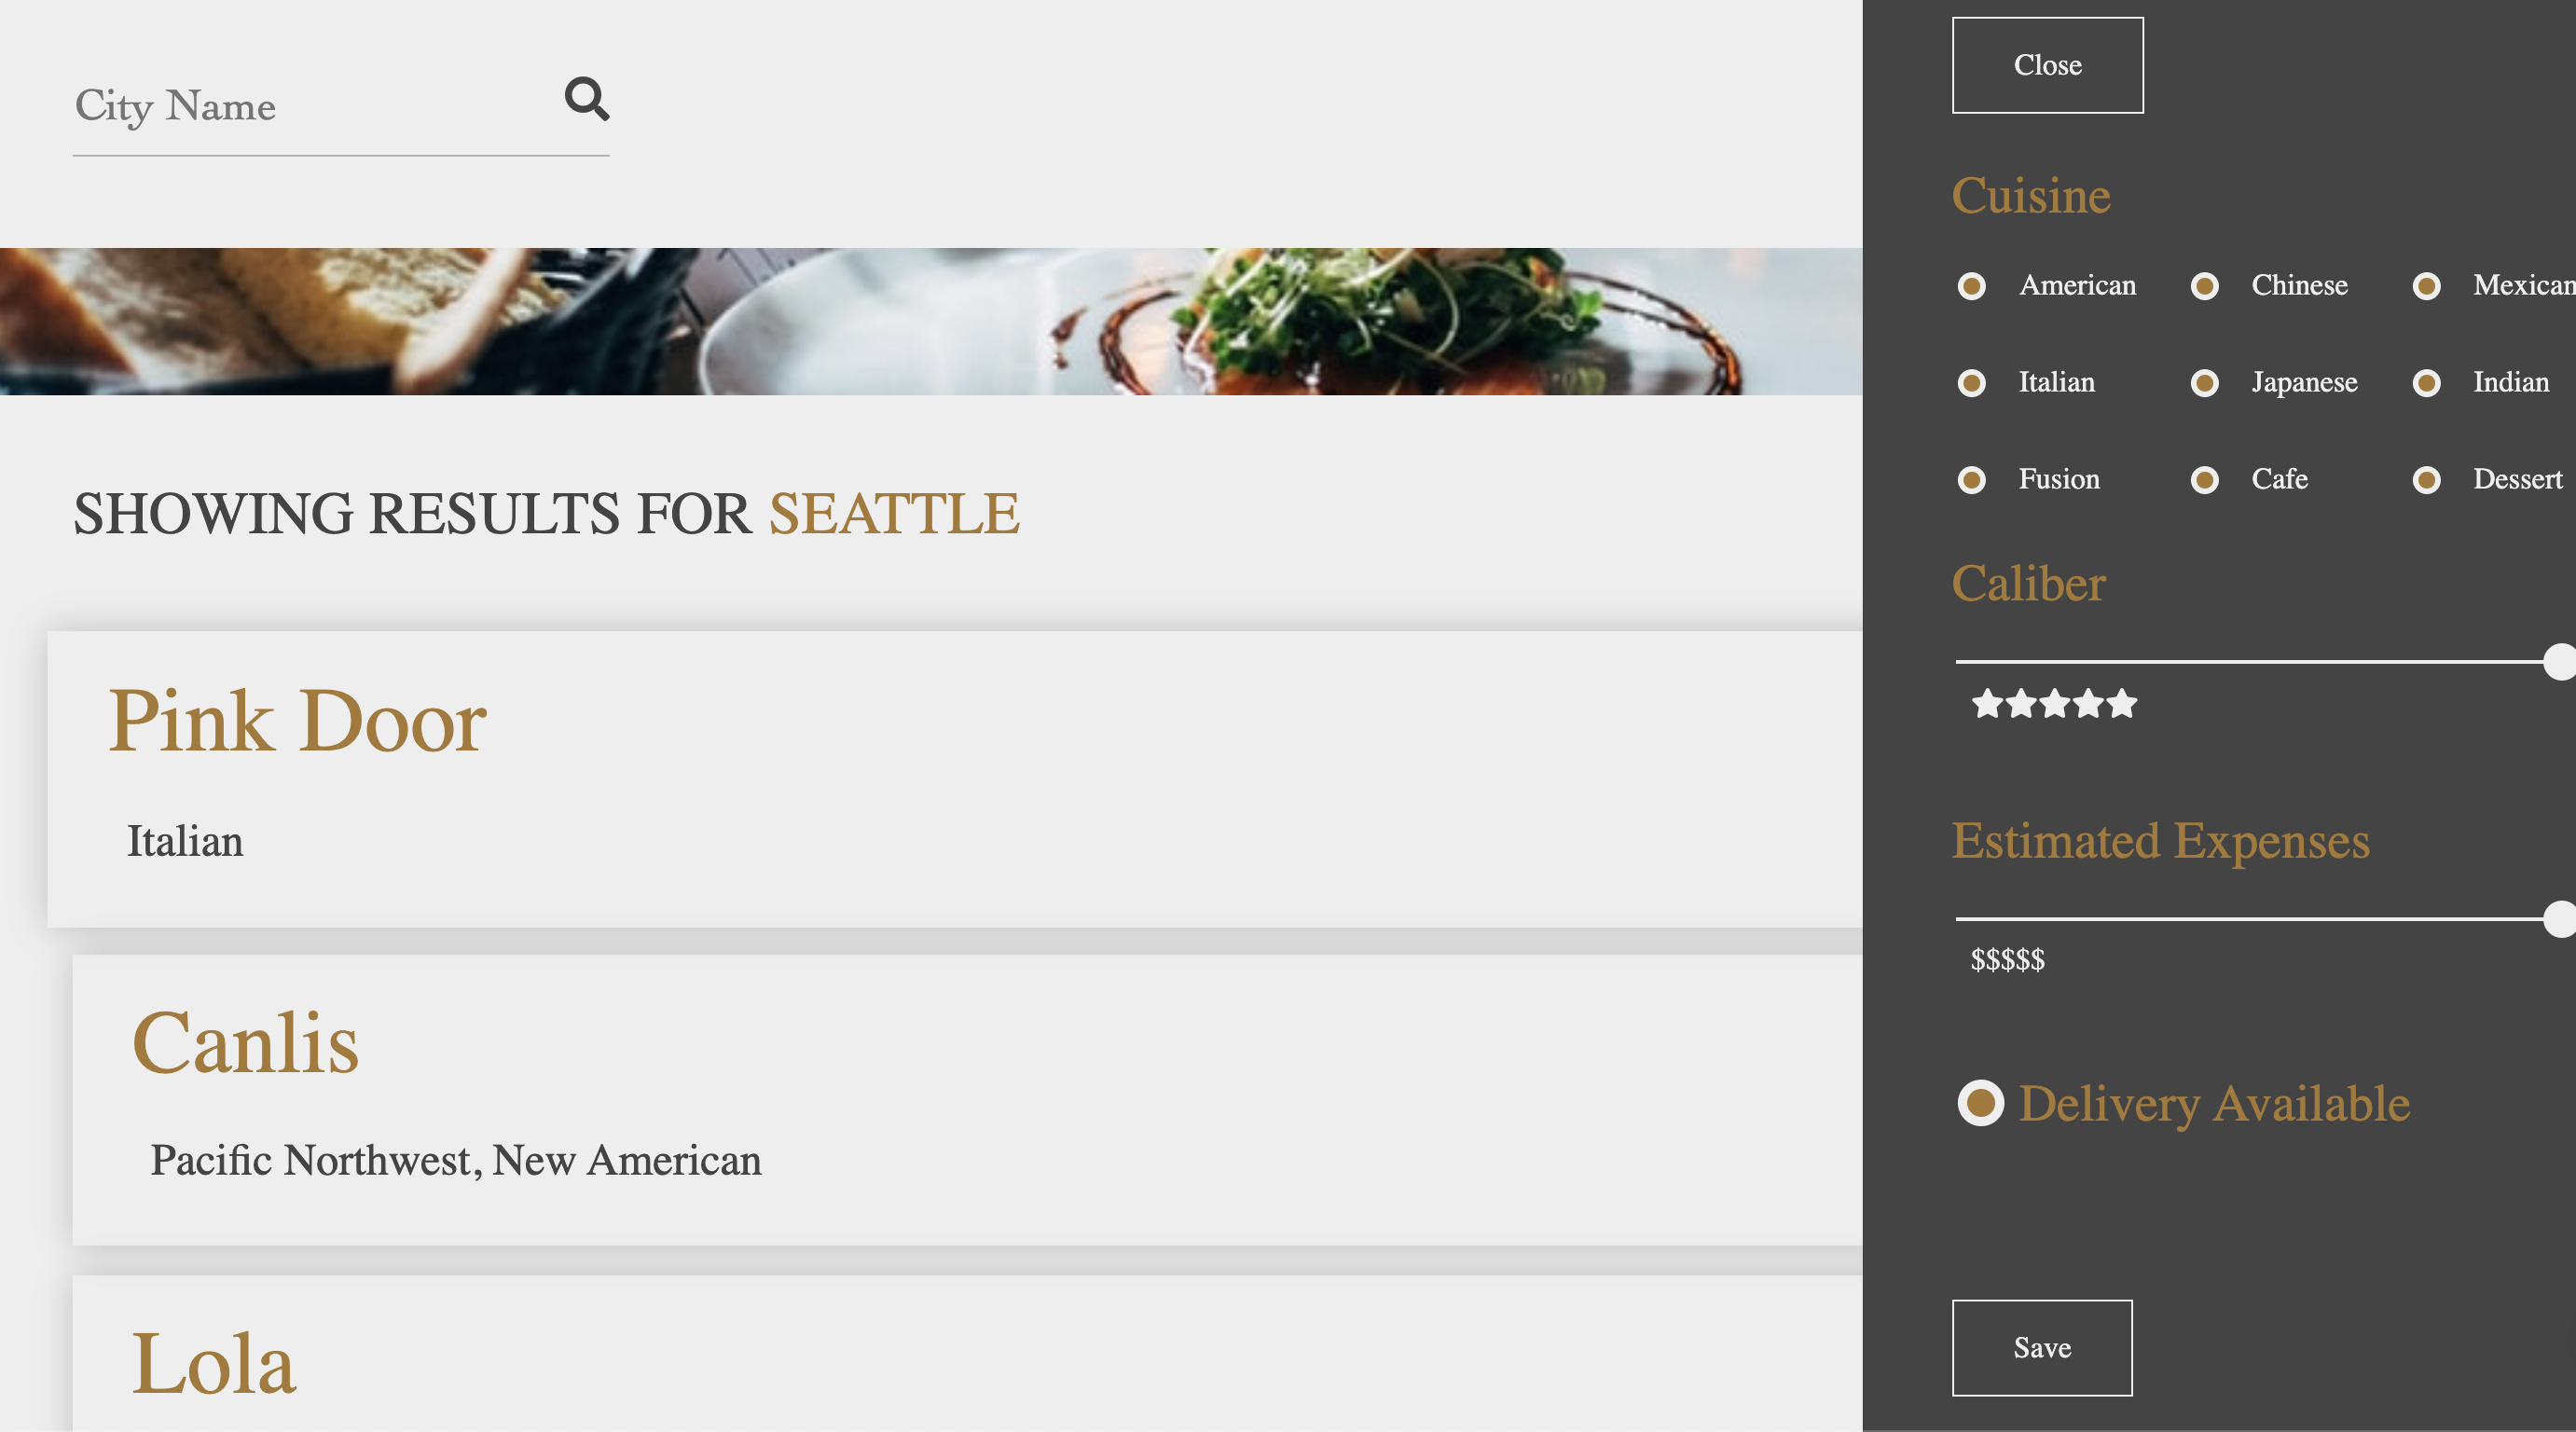 City Name
SHOWING RESULTS FOR SEATTLE
Pink Door
Italian
Canlis
Pacific Northwest, New American
Lola
Close
Cuisine
American Chinese Mexican
Italian Japanese Indian
Fusion Cafe Dessert
Caliber
Estimated Expenses
$$$$$
Delivery Available
Save